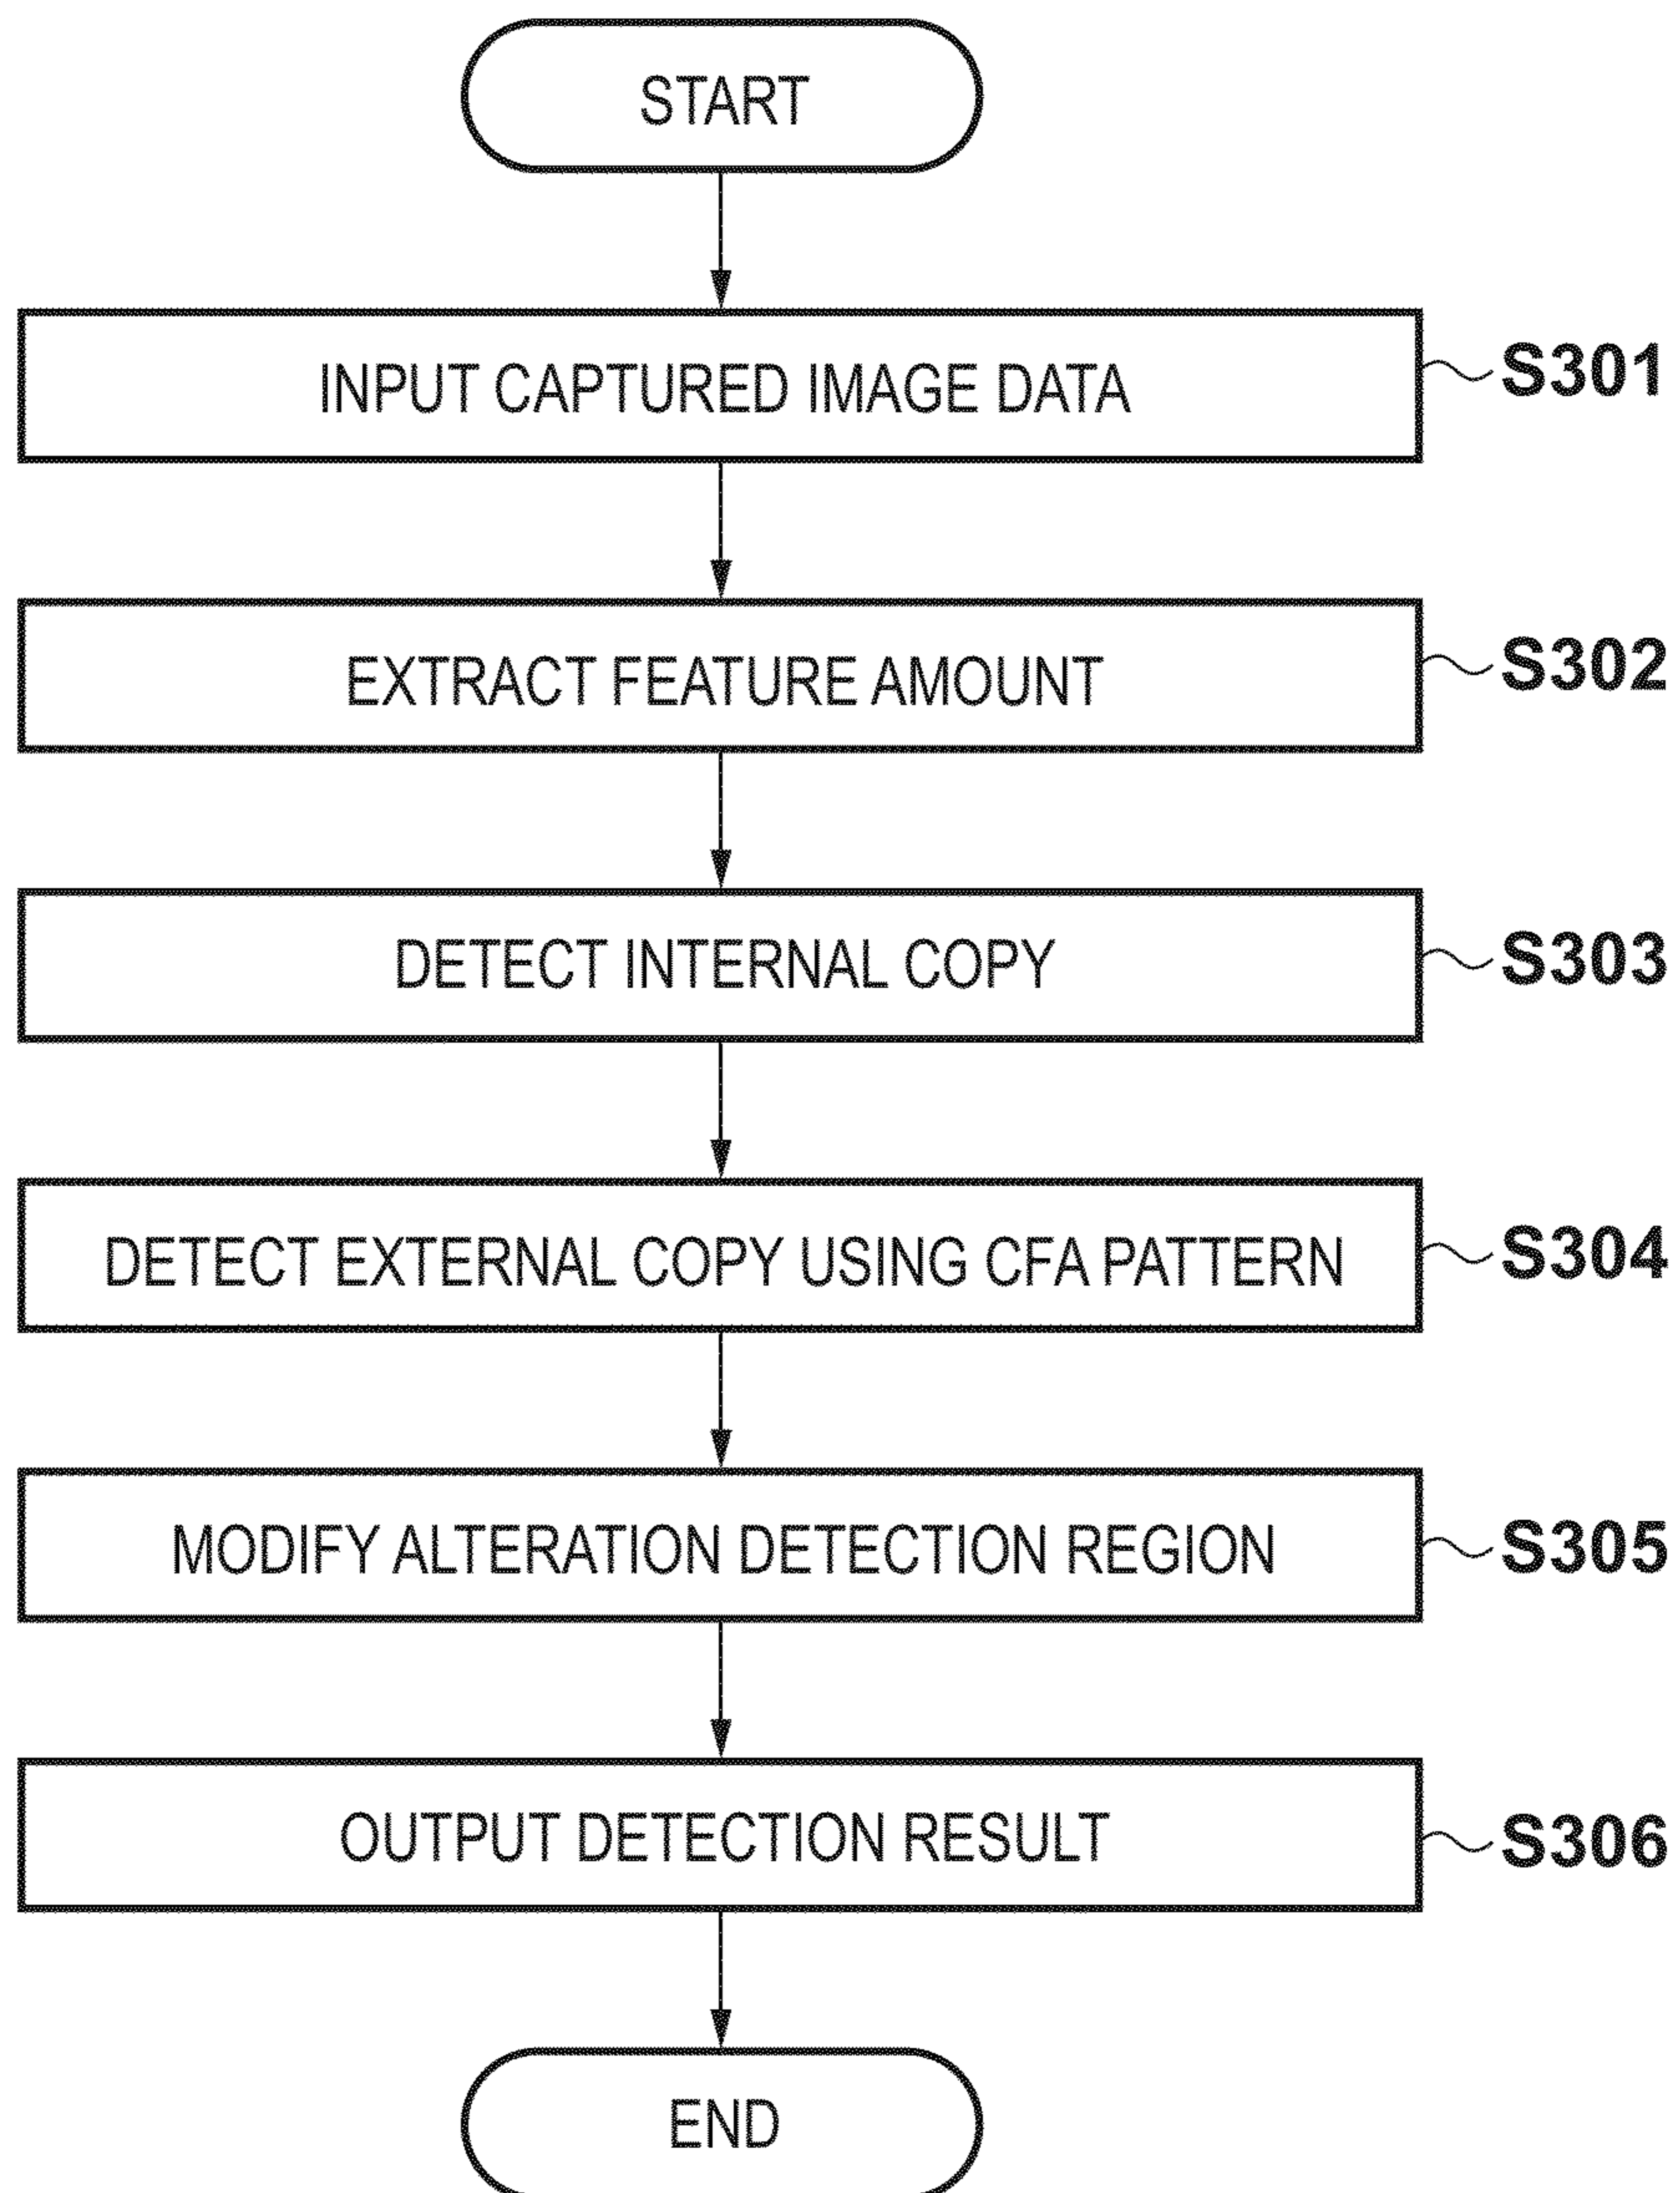 START
INPUT CAPTURED IMAGE DATA
S301
EXTRACT FEATURE AMOUNT
S302
DETECT INTERNAL COPY
S303
DETECT EXTERNAL COPY USING CFA PATTERN
S304
MODIFY ALTERATION DETECTION REGION
S305
OUTPUT DETECTION RESULT
S306
END